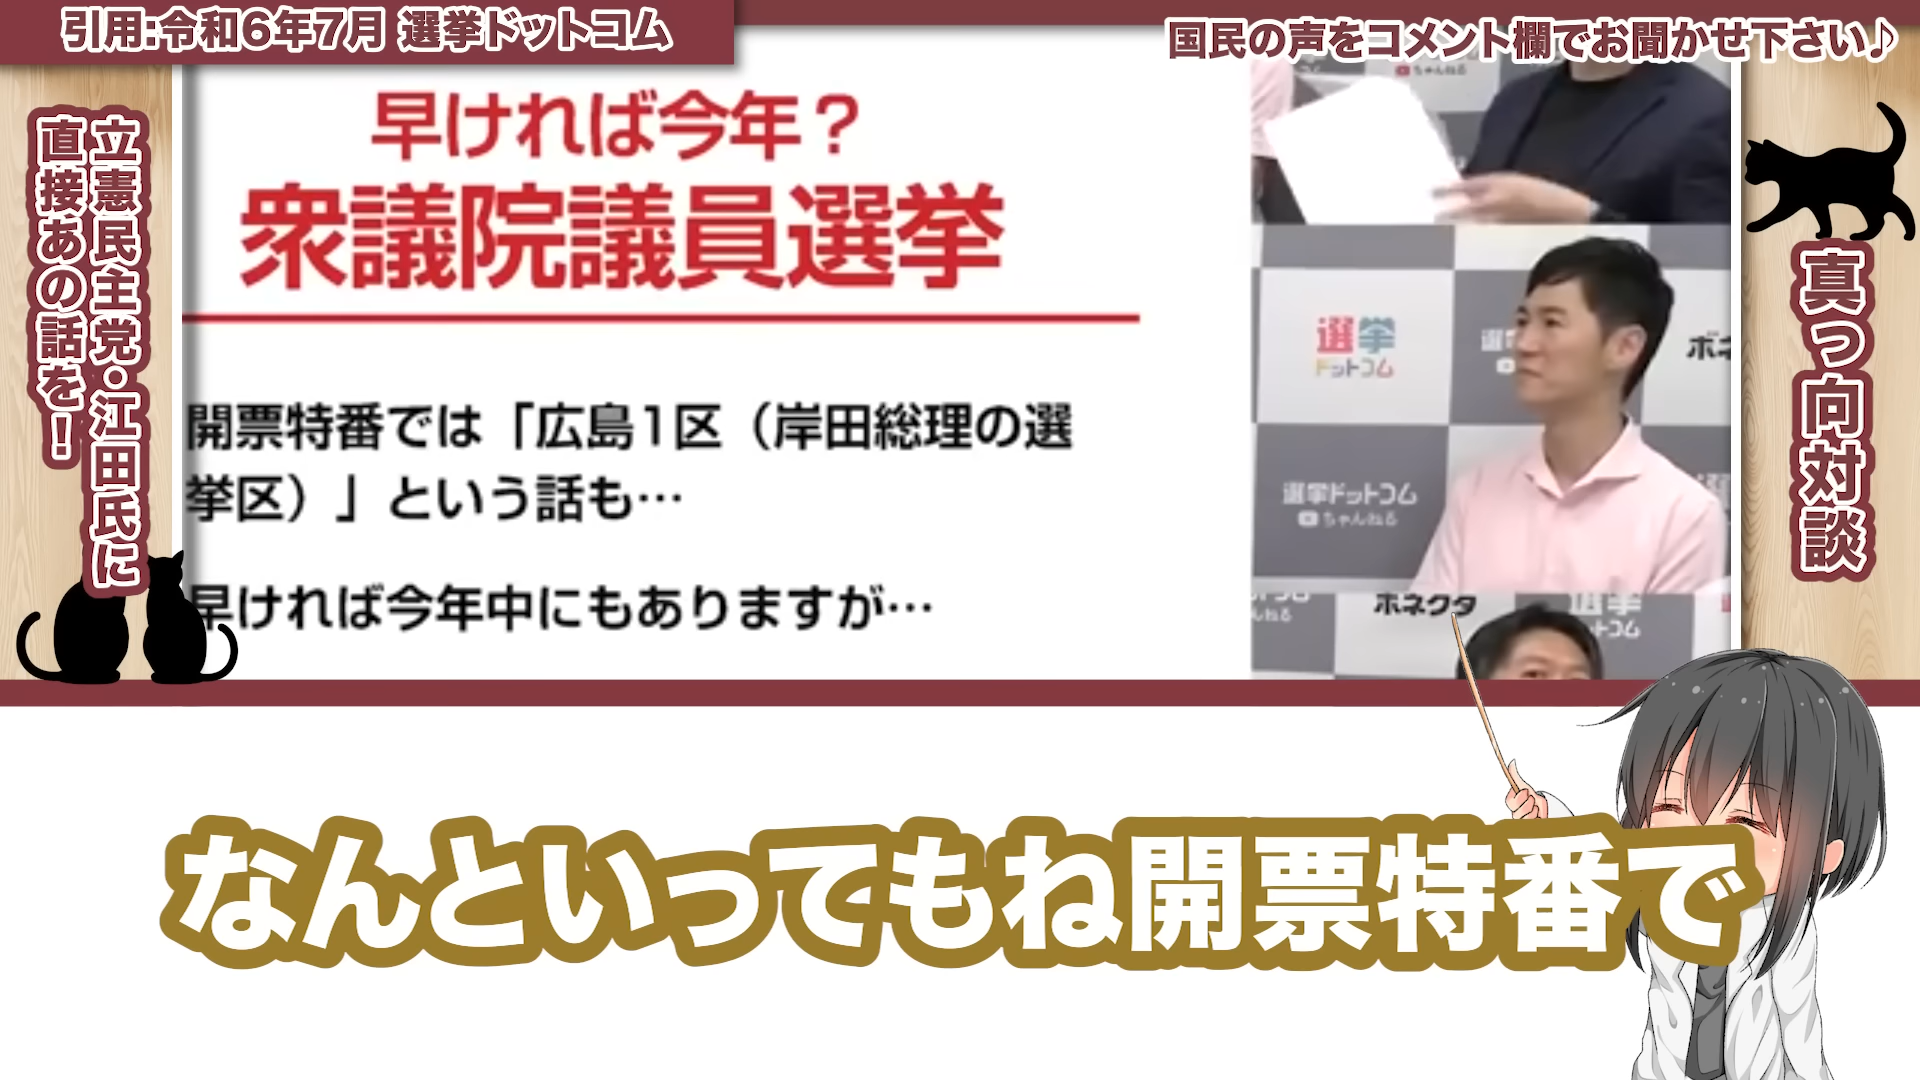 引用:令和6年7月 選挙ドットコム
国民の声をコメント欄でお聞かせ下さい♪
立憲民主党・江田氏に
直接あの話を！
早ければ今年？
衆議院議員選挙
開票特番では「広島1区（岸田総理の選
挙区）」という話も…
早ければ今年中にもありますが…
ちゃんねる
選挙
ドットコム
選挙ドットコム
ちゃんねる
ボネクタ
真っ向対談
なんといってもね開票特番で